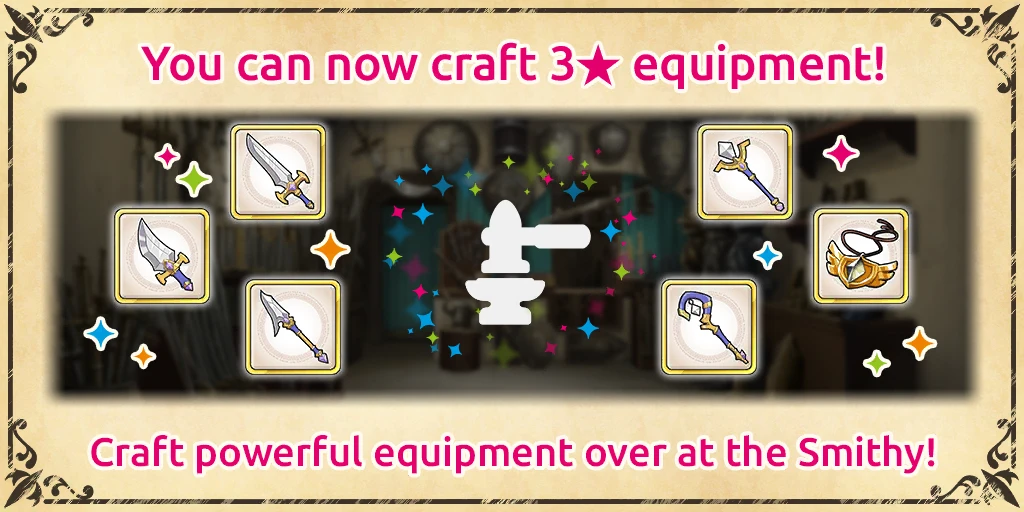 You can now craft 3★ equipment!
Craft powerful equipment over at the Smithy!